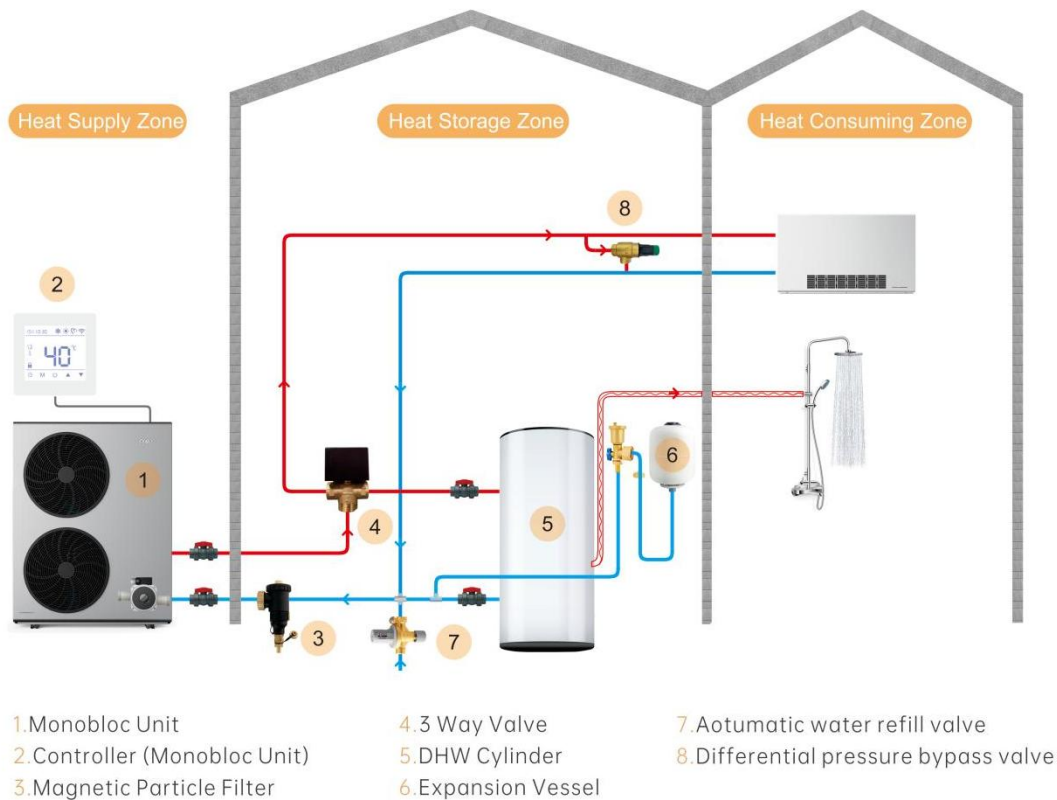 Heat Supply Zone
Heat Storage Zone
Heat Consuming Zone
8
2
40
°C
1
4
5
6
3
7
1.Monobloc Unit
2.Controller (Monobloc Unit)
3.Magnetic Particle Filter
4.3 Way Valve
5.DHW Cylinder
6.Expansion Vessel
7.Aotumatic water refill valve
8.Differential pressure bypass valve